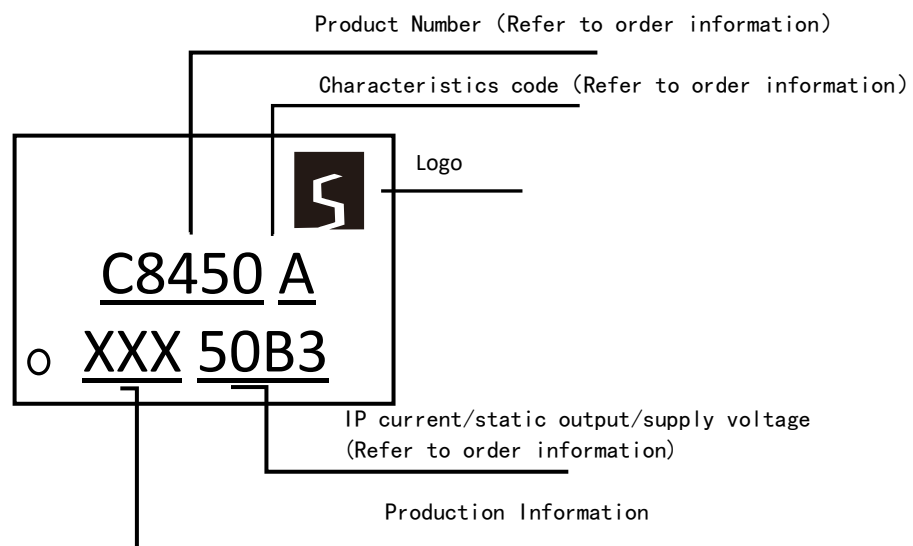 Product Number（Refer to order information）
Characteristics code（Refer to order information）
Logo
C8450 A
XXX 50B3
IP current/static output/supply voltage
（Refer to order information）
Production Information